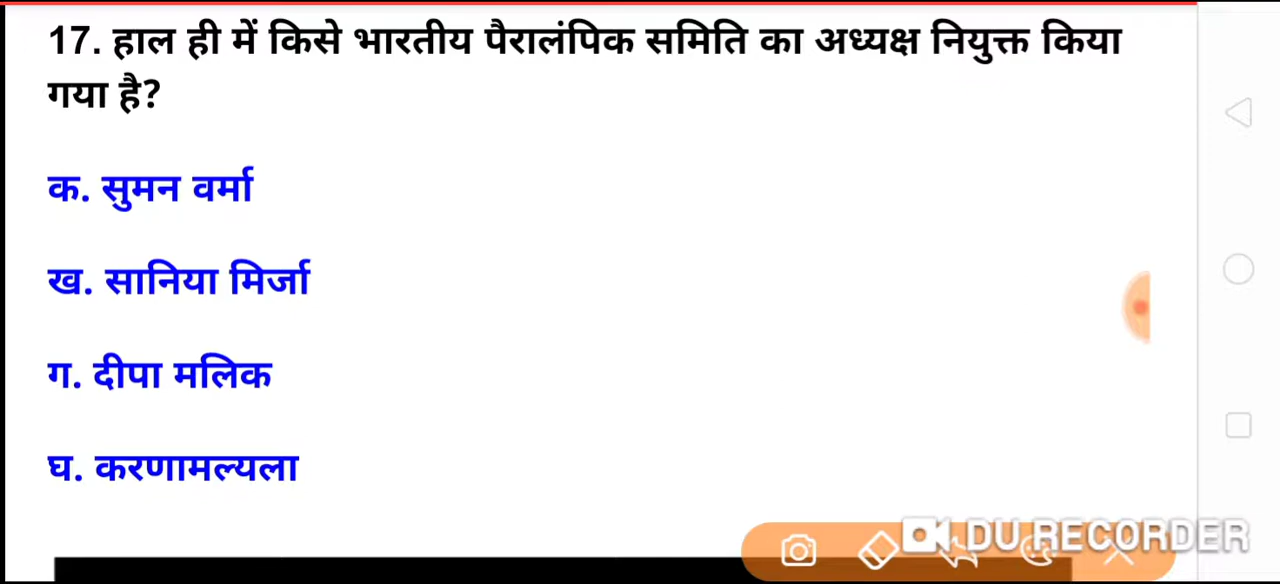 17. हाल ही में किसे भारतीय पैरालंपिक समिति का अध्यक्ष नियुक्त किया
गया है?
क. सुमन वर्मा
ख. सानिया मिर्जा
ग. दीपा मलिक
घ. करणामल्यला
DU RECORDER